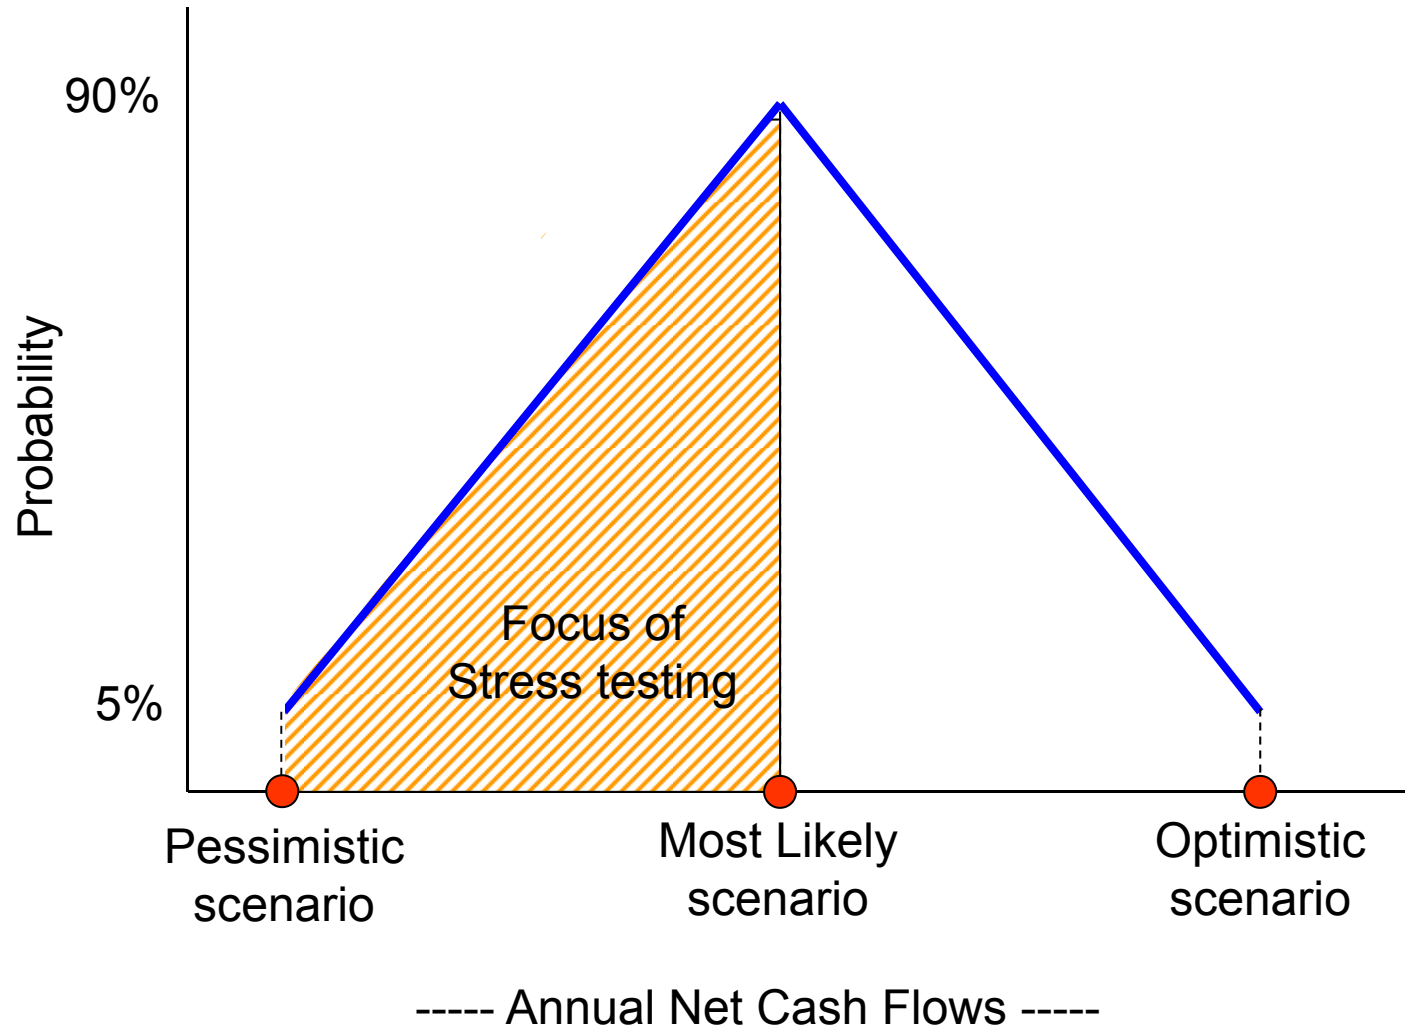 90%
Probability
Focus of
Stress testing
5%
Pessimistic
scenario
Most Likely
scenario
Optimistic
scenario
----- Annual Net Cash Flows -----